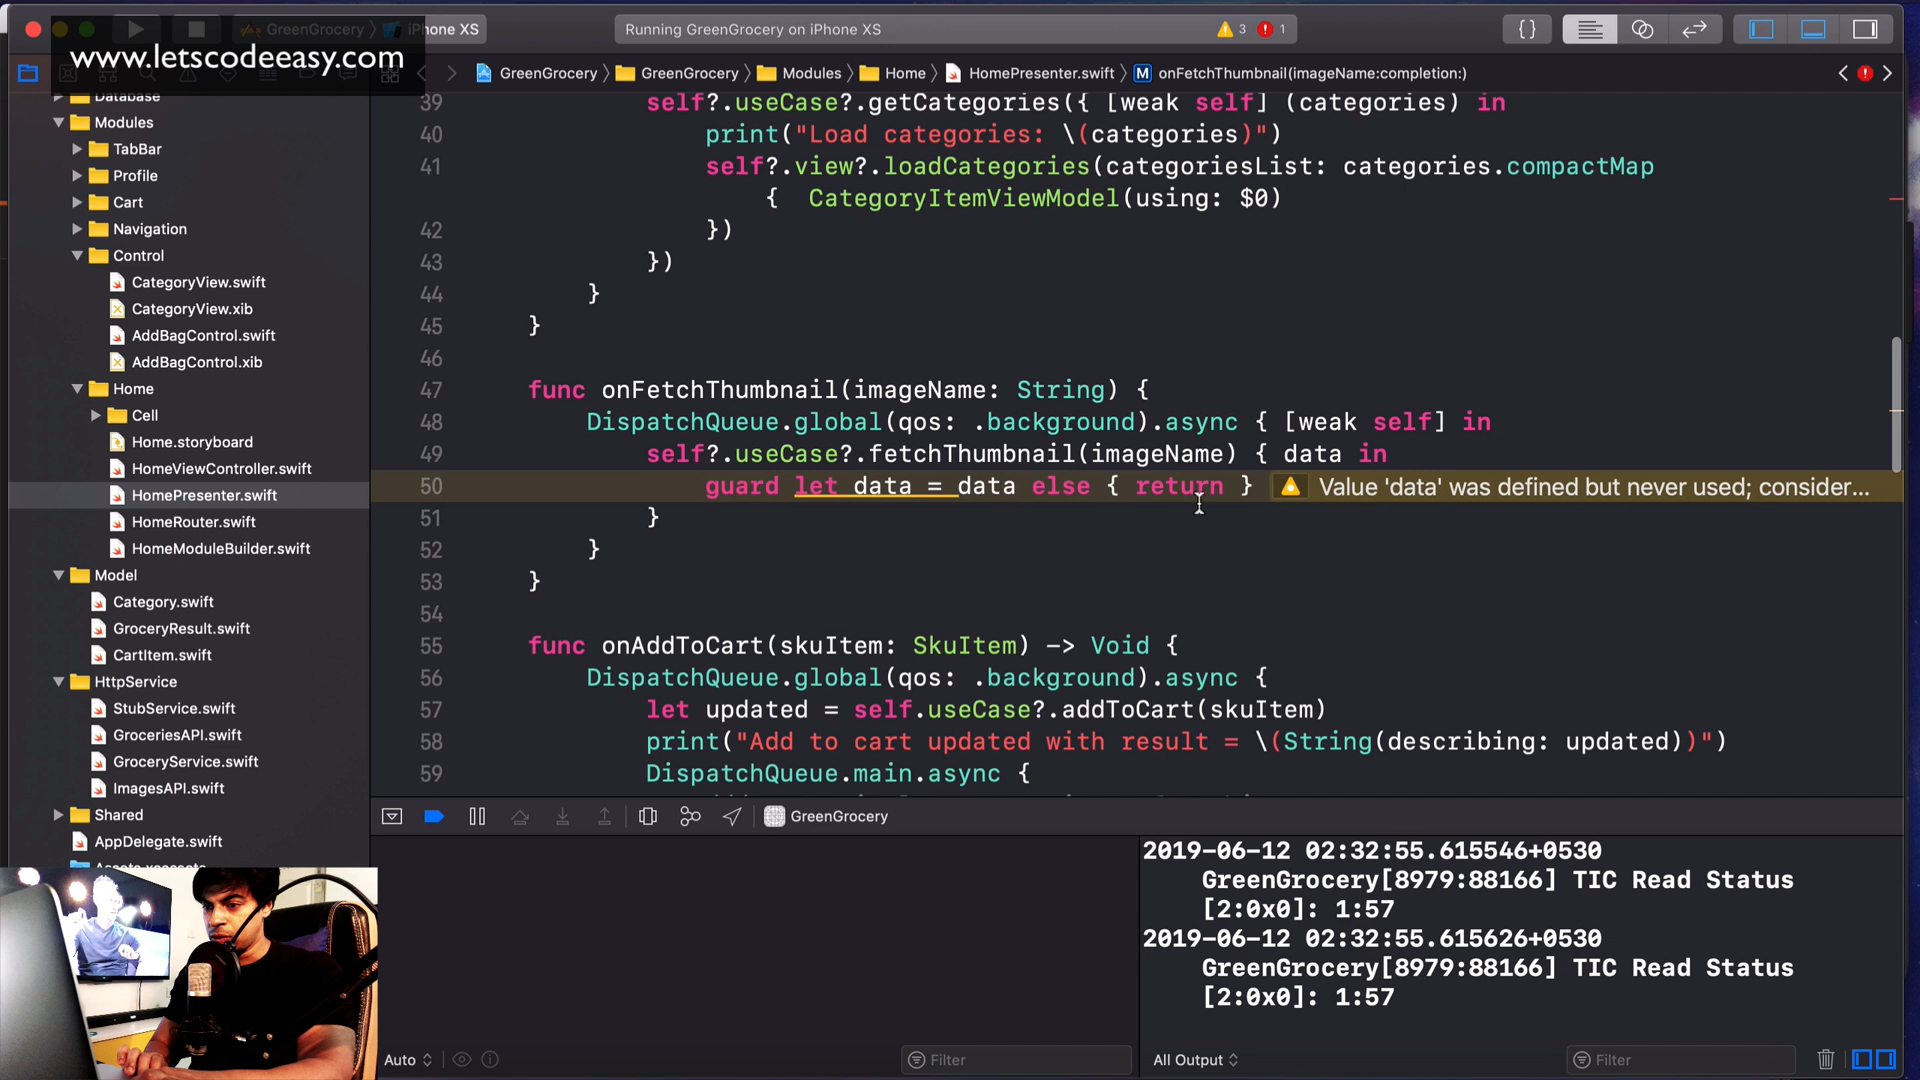 GreenGrocery
iPhone XS
Running GreenGrocery on iPhone XS
3
1
{}
www.letscodeeasy.com
GreenGrocery
GreenGrocery
Modules
Home
HomePresenter.swift
M
onFetchThumbnail(imageName:completion:)
Database
Modules
TabBar
Profile
Cart
Navigation
Control
CategoryView.swift
CategoryView.xib
AddBagControl.swift
AddBagControl.xib
Home
Cell
Home.storyboard
HomeViewController.swift
HomePresenter.swift
HomeRouter.swift
HomeModuleBuilder.swift
Model
Category.swift
GroceryResult.swift
CartItem.swift
HttpService
StubService.swift
GroceriesAPI.swift
GroceryService.swift
ImagesAPI.swift
Shared
AppDelegate.swift
39 self?.useCase?.getCategories({ [weak self] (categories) in
40 print("Load categories: \(categories)")
41 self?.view?.loadCategories(categoriesList: categories.compactMap
{ CategoryItemViewModel(using: $0)
42 })
43 })
44 }
45 }
46
47 func onFetchThumbnail(imageName: String) {
48 DispatchQueue.global(qos: .background).async { [weak self] in
49 self?.useCase?.fetchThumbnail(imageName) { data in
50 guard let data = data else { return } Value 'data' was defined but never used; consider...
51 }
52 }
53 }
54
55 func onAddToCart(skuItem: SkuItem) -> Void {
56 DispatchQueue.global(qos: .background).async {
57 let updated = self.useCase?.addToCart(skuItem)
58 print("Add to cart updated with result = \(String(describing: updated))")
59 DispatchQueue.main.async {
GreenGrocery
2019-06-12 02:32:55.615546+0530
GreenGrocery[8979:88166] TIC Read Status
[2:0x0]: 1:57
2019-06-12 02:32:55.615626+0530
GreenGrocery[8979:88166] TIC Read Status
[2:0x0]: 1:57
Auto
Filter
All Output
Filter